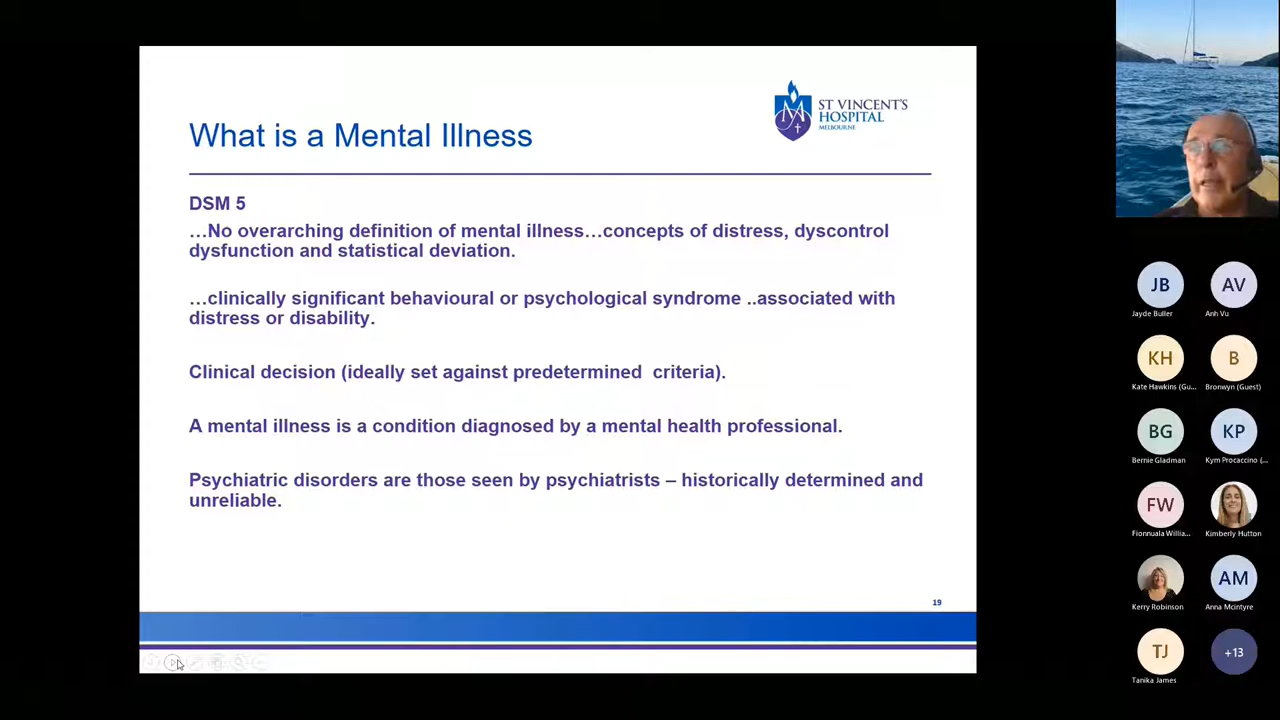 What is a Mental Illness
ST VINCENT'S
HOSPITAL
MELBOURNE
DSM 5
…No overarching definition of mental illness…concepts of distress, dyscontrol
dysfunction and statistical deviation.
…clinically significant behavioural or psychological syndrome ..associated with
distress or disability.
Clinical decision (ideally set against predetermined criteria).
A mental illness is a condition diagnosed by a mental health professional.
Psychiatric disorders are those seen by psychiatrists – historically determined and
unreliable.
19
JB
AV
Jayde Buller
Anh Vu
KH
B
Kate Hawkins (Gu...
Bronwyn (Guest)
BG
KP
Bernie Gladman
Kym Procaccino (...
FW
Fionnuala Willia...
Kimberly Hutton
AM
Kerry Robinson
Anna Mcintyre
TJ
+13
Tanika James